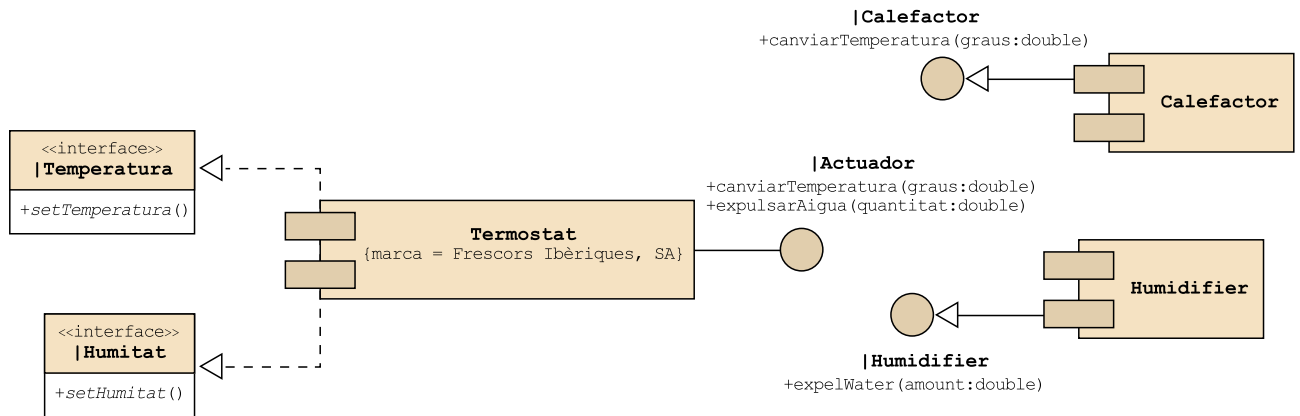 |Calefactor
+canviarTemperatura(graus:double)
Calefactor
<<interface>>
|Temperatura
+setTemperatura()
|Actuador
+canviarTemperatura(graus:double)
+expulsarAigua(quantitat:double)
Termostat
{marca = Frescors Ibèriques, SA}
Humidifier
<<interface>>
|Humitat
+setHumitat()
|Humidifier
+expelWater(amount:double)